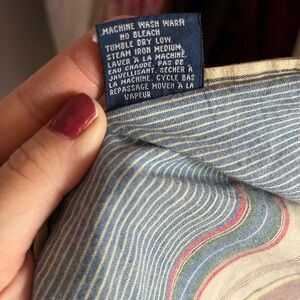 MACHINE WASH WARM
NO BLEACH
TUMBLE DRY LOW
STEAM IRON MEDIUM
LAVER À LA MACHINE,
EAU CHAUDE. PAS DE
JAVELLISANT. SÉCHER À
LA MACHINE, CYCLE BAS
REPASSAGE MOYEN À LA
VAPEUR